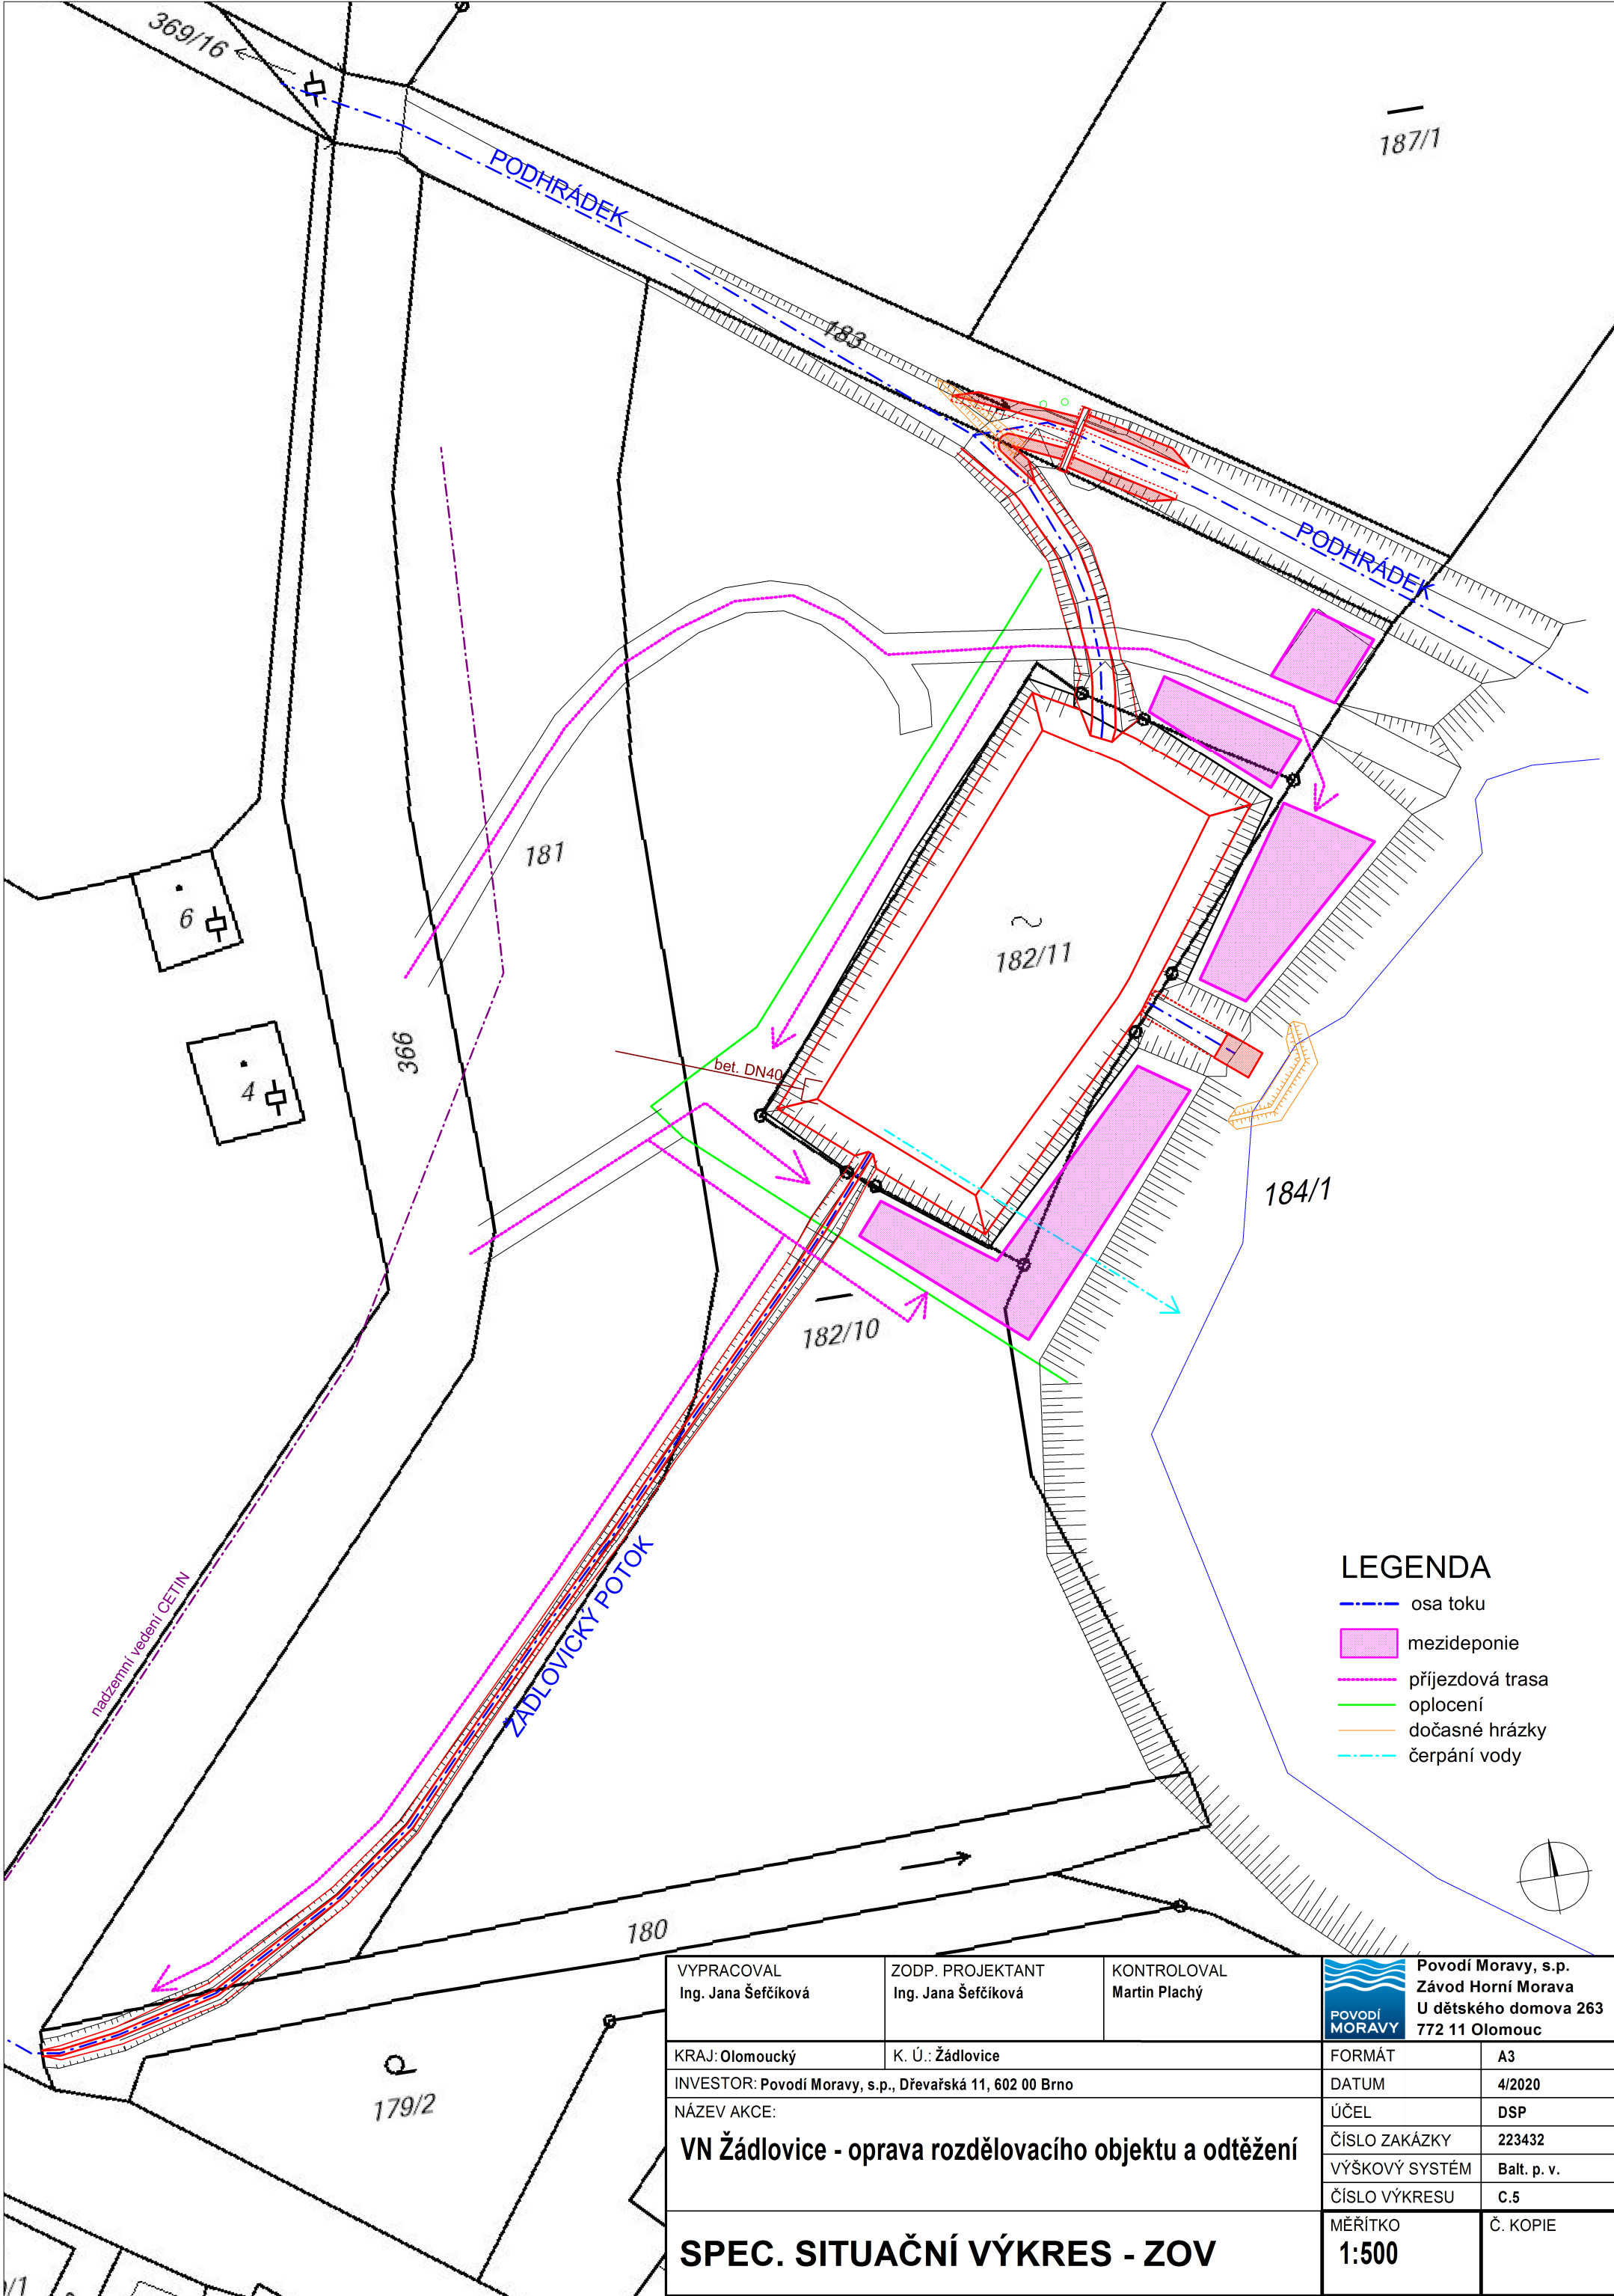 369/16
187/1
PODHRÁDEK
183
PODHRÁDEK
181
6
182/11
366
4
bet. DN40
184/1
182/10
nadzemní vedení CETIN
ŽÁDLOVICKÝ POTOK
LEGENDA
osa toku
mezideponie
příjezdová trasa
oplocení
dočasné hrázky
čerpání vody
180
179/2
VYPRACOVAL
Ing. Jana Šefčíková
ZODP. PROJEKTANT
Ing. Jana Šefčíková
KONTROLOVAL
Martin Plachý
POVODÍ
MORAVY
Povodí Moravy, s.p.
Závod Horní Morava
U dětského domova 263
772 11 Olomouc
KRAJ: Olomoucký
K. Ú.: Žádlovice
INVESTOR: Povodí Moravy, s.p., Dřevařská 11, 602 00 Brno
NÁZEV AKCE:
VN Žádlovice - oprava rozdělovacího objektu a odtěžení
SPEC. SITUAČNÍ VÝKRES - ZOV
FORMÁT A3
DATUM 4/2020
ÚČEL DSP
ČÍSLO ZAKÁZKY 223432
VÝŠKOVÝ SYSTÉM Balt. p. v.
ČÍSLO VÝKRESU C.5
MĚŘÍTKO
1:500
Č. KOPIE